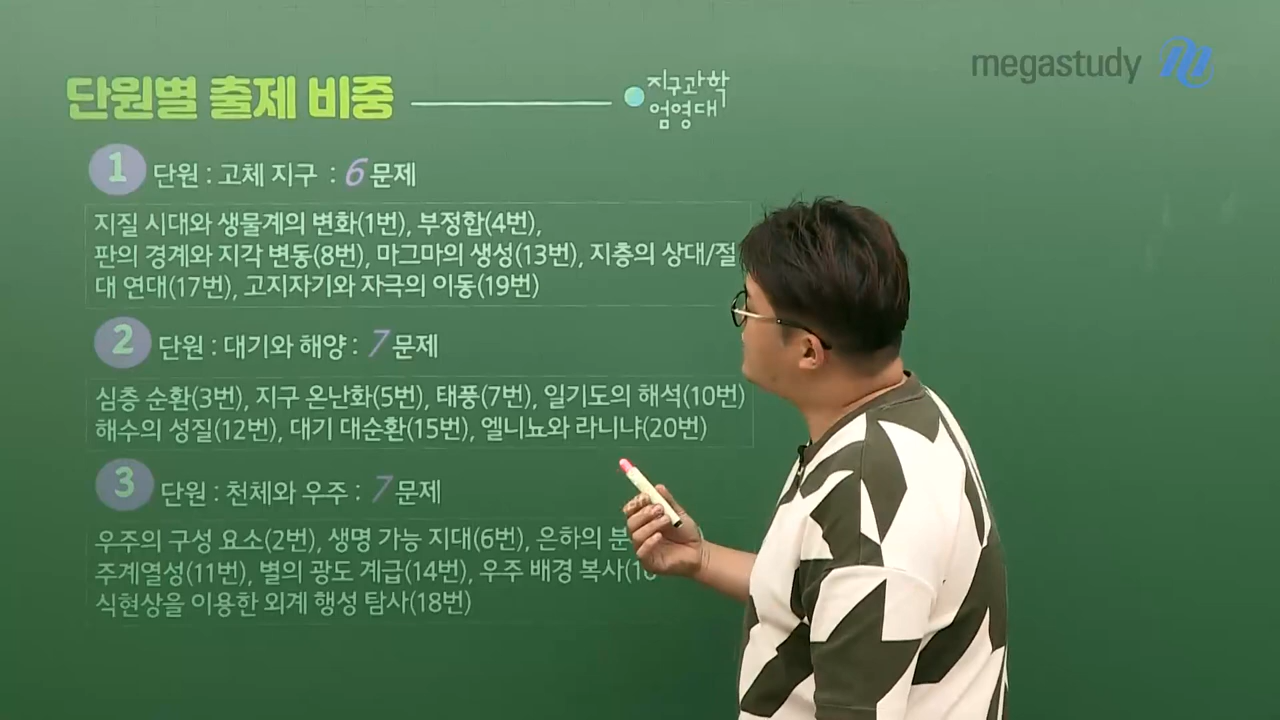 megastudy
단원별 출제 비중
지구과학
엄영대
1 단원 : 고체 지구 : 6 문제
지질 시대와 생물계의 변화(1번), 부정합(4번),
판의 경계와 지각 변동(8번), 마그마의 생성(13번), 지층의 상대/절
대 연대(17번), 고지자기와 자극의 이동(19번)
2 단원 : 대기와 해양 : 7 문제
심층 순환(3번), 지구 온난화(5번), 태풍(7번), 일기도의 해석(10번)
해수의 성질(12번), 대기 대순환(15번), 엘니뇨와 라니냐(20번)
3 단원 : 천체와 우주 : 7 문제
우주의 구성 요소(2번), 생명 가능 지대(6번), 은하의
주계열성(11번), 별의 광도 계급(14번), 우주 배경 복사
식현상을 이용한 외계 행성 탐사(18번)